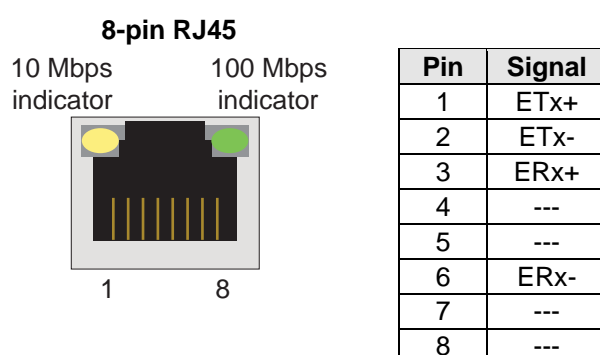 8-pin RJ45
10 Mbps indicator
100 Mbps indicator
1 8
Pin Signal
1 ETx+
2 ETx-
3 ERx+
4 ---
5 ---
6 ERx-
7 ---
8 ---